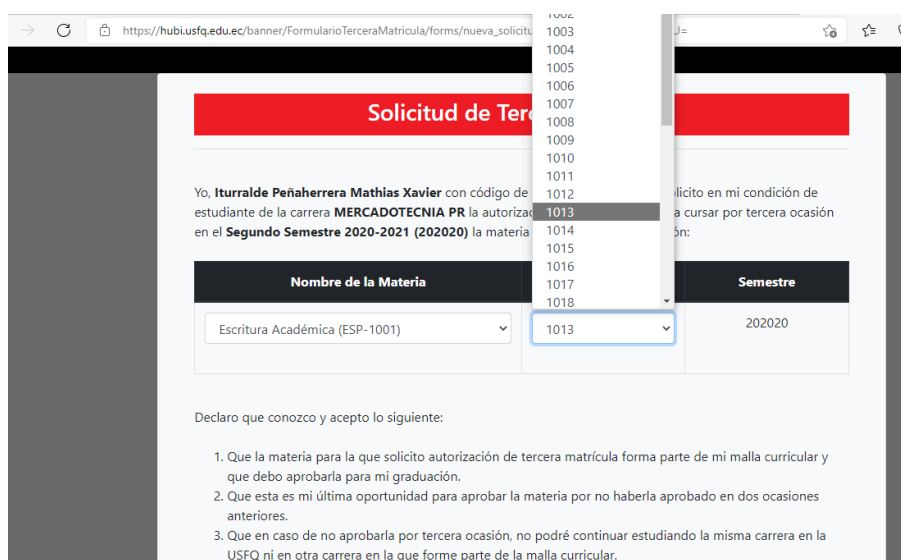 https://hubi.usfq.edu.ec/banner/FormularioTerceraMatricula/forms/nueva_solicitu
U=
1002
1003
1004
1005
1006
1007
1008
1009
1010
1011
1012
1013
1014
1015
1016
1017
1018
Solicitud de Ter
Yo, Iturralde Peñaherrera Mathias Xavier con código de
licito en mi condición de
estudiante de la carrera MERCADOTECNIA PR la autoriza
a cursar por tercera ocasión
en el Segundo Semestre 2020-2021 (202020) la materia
ón:
Nombre de la Materia
Semestre
Escritura Académica (ESP-1001)
1013
202020
Declaro que conozco y acepto lo siguiente:
1. Que la materia para la que solicito autorización de tercera matrícula forma parte de mi malla curricular y
que debo aprobarla para mi graduación.
2. Que esta es mi última oportunidad para aprobar la materia por no haberla aprobado en dos ocasiones
anteriores.
3. Que en caso de no aprobarla por tercera ocasión, no podré continuar estudiando la misma carrera en la
USFQ ni en otra carrera en la que forme parte de la malla curricular.